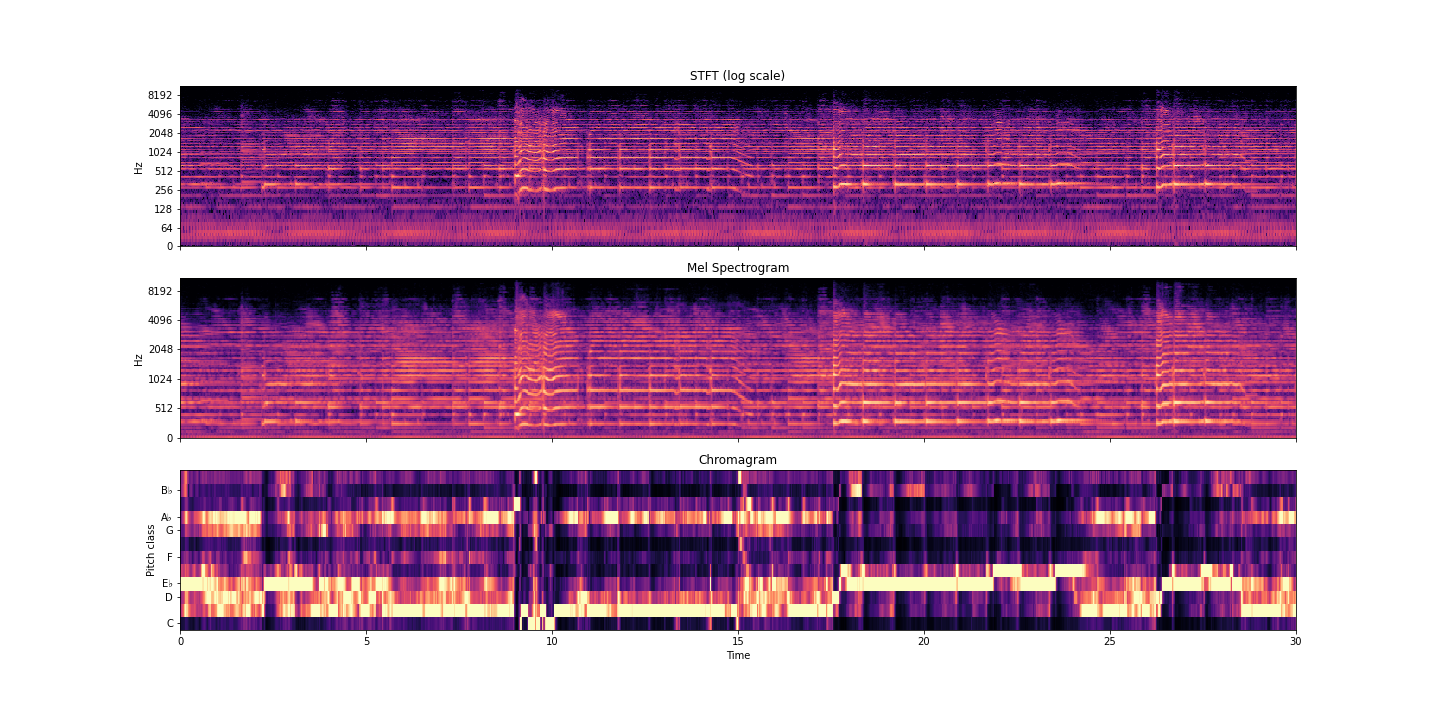 STFT (log scale)
8192
4096
2048
1024
512
256
128
64
0
Hz
Mel Spectrogram
8192
4096
2048
1024
512
0
Hz
Chromagram
B♭
A♭
G
F
E♭
D
C
Pitch class
0 5 10 15 20 25 30
Time